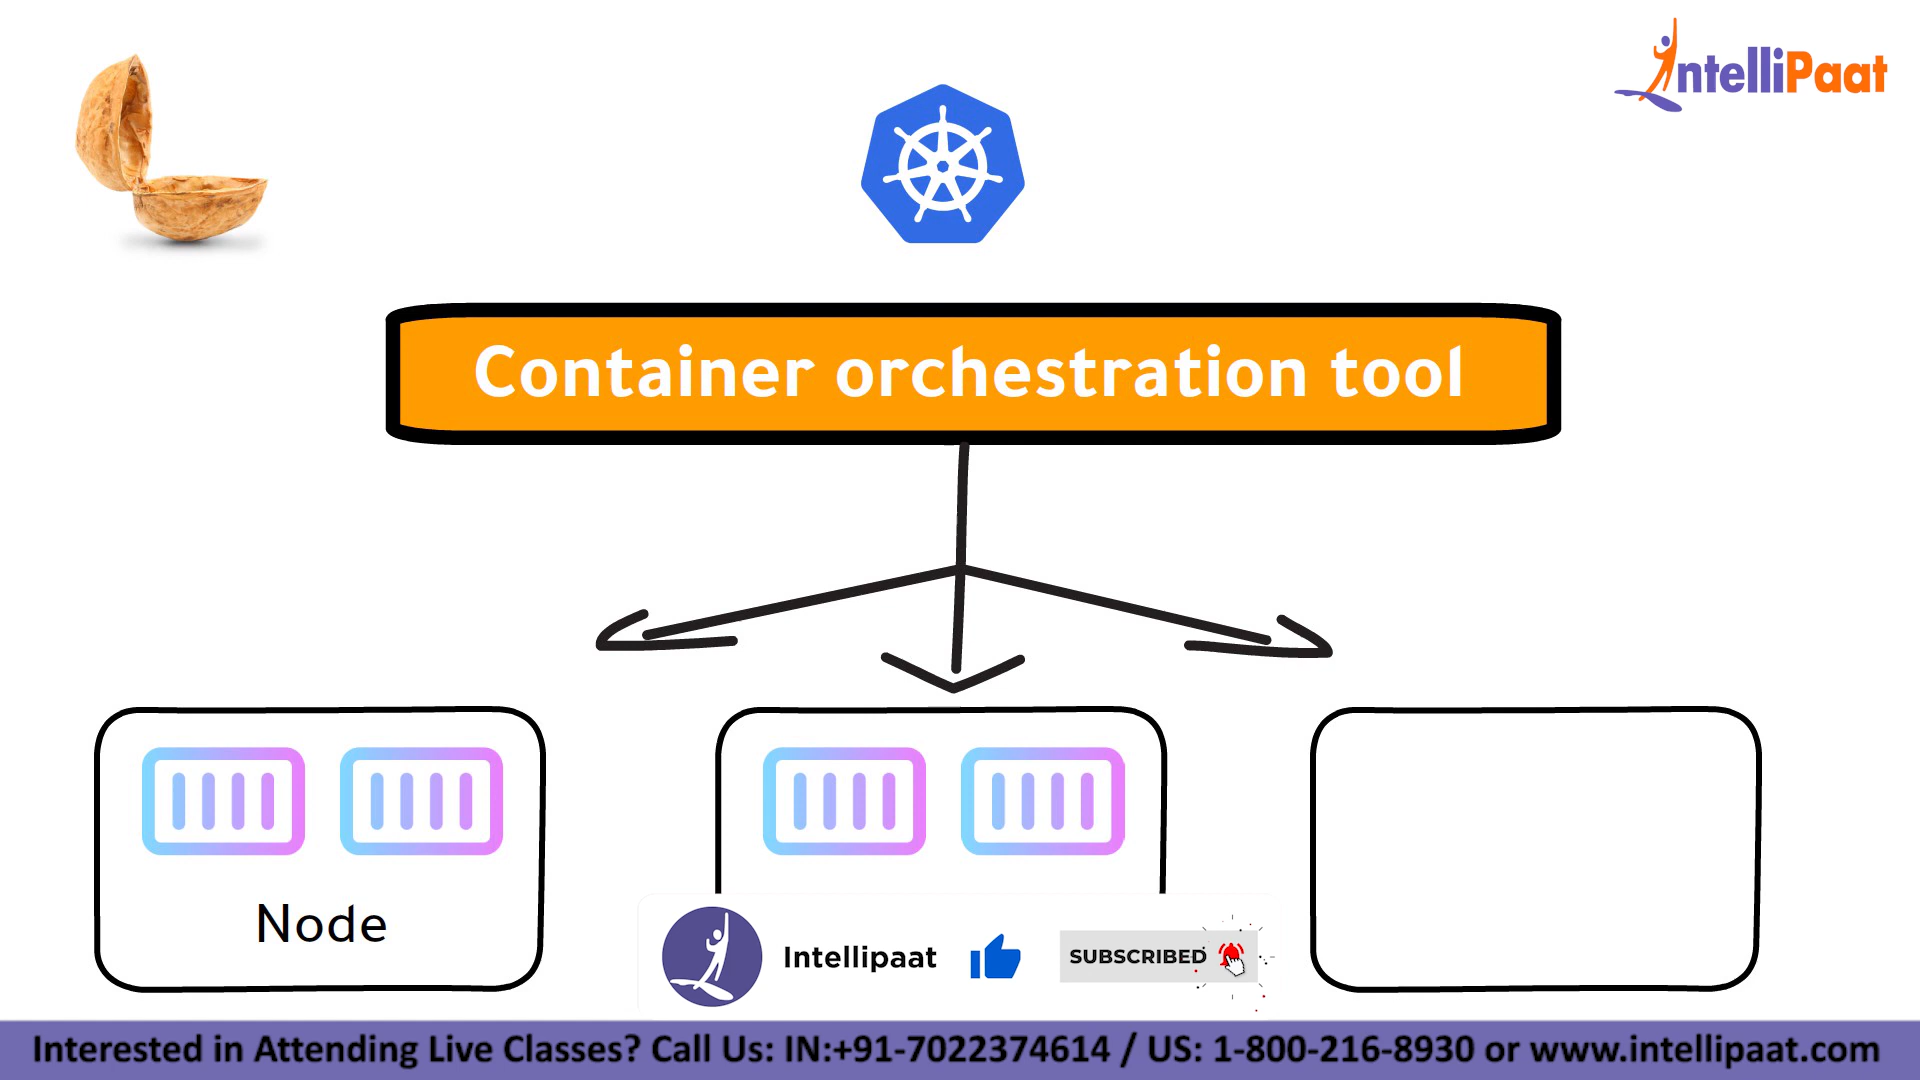 IntelliPaat
Container orchestration tool
Node
Intellipaat
SUBSCRIBED
Interested in Attending Live Classes? Call Us: IN:+91-7022374614 / US: 1-800-216-8930 or www.intellipaat.com